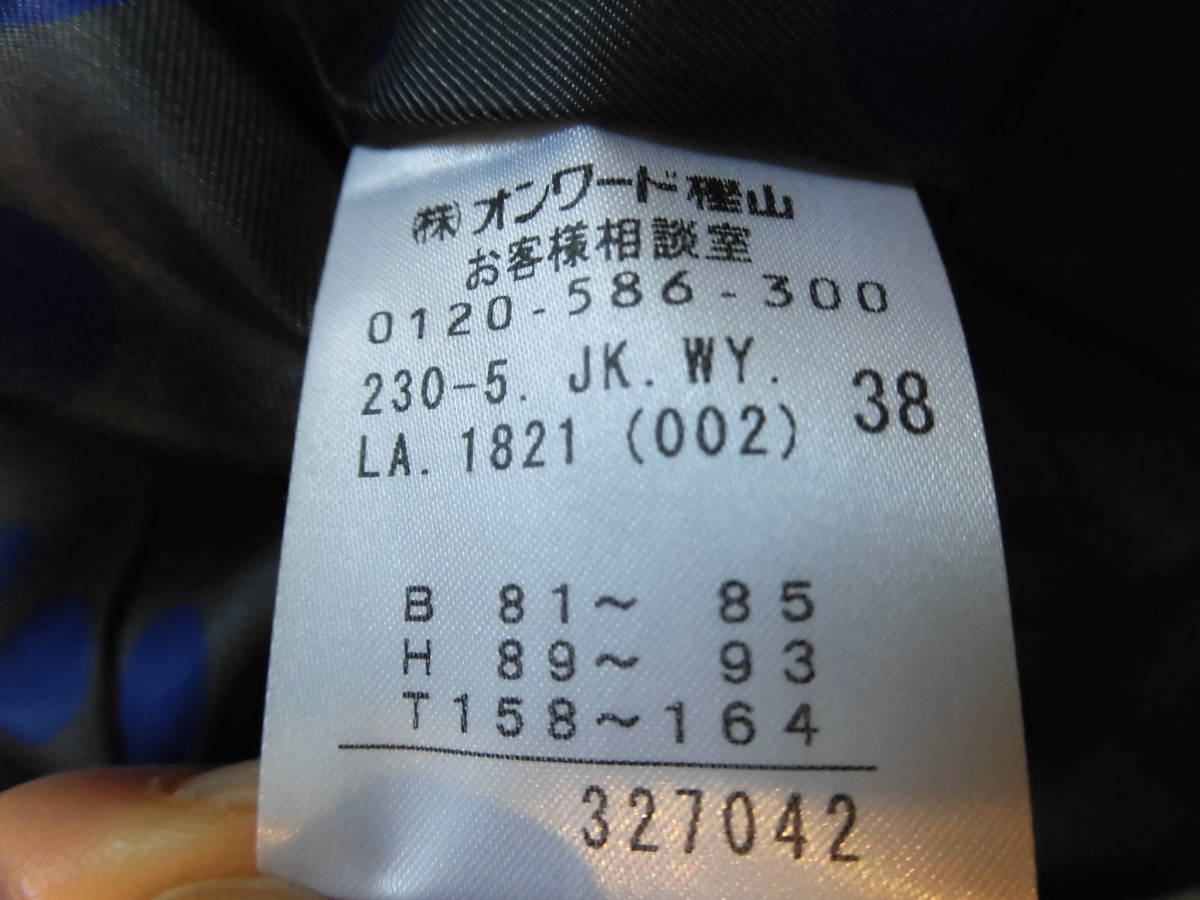 ㈱オンワード樫山
お客様相談室
0120-586-300
230-5. JK. WY. 38
LA. 1821 (002)
B 81~ 85
H 89~ 93
T158~164
327042